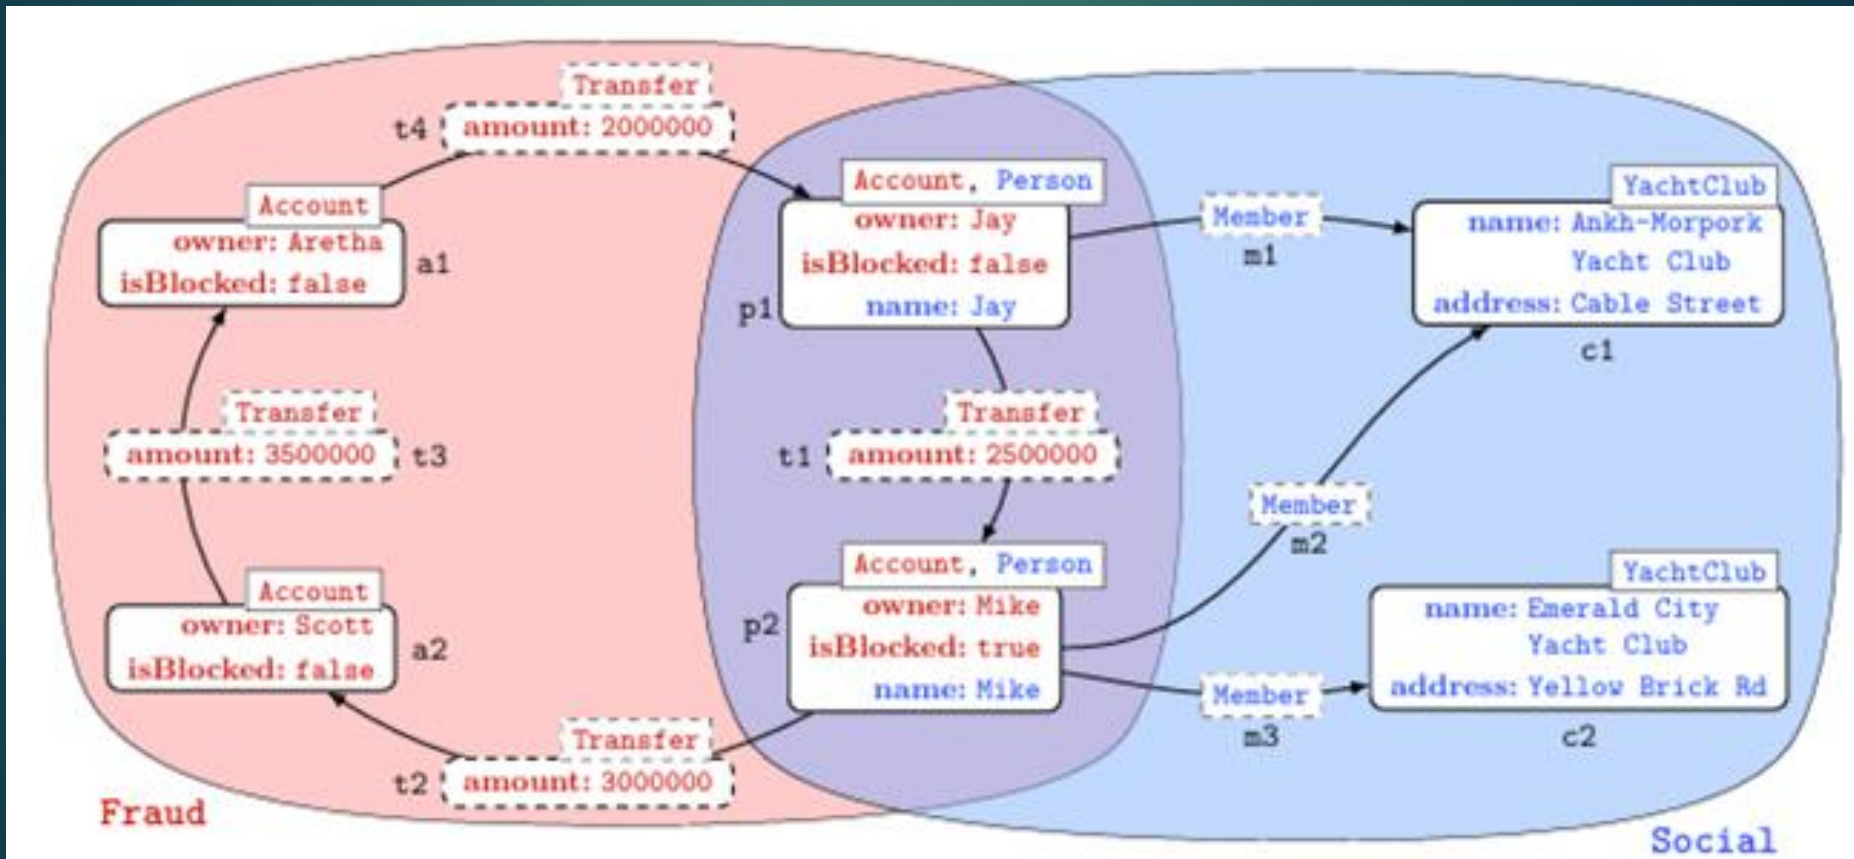 Transfer
t4 amount: 2000000
Account
owner: Aretha
isBlocked: false
a1
Account, Person
owner: Jay
isBlocked: false
name: Jay
p1
Member
m1
YachtClub
name: Ankh-Morpork
Yacht Club
address: Cable Street
c1
Transfer
amount: 3500000 t3
Transfer
t1 amount: 2500000
Member
m2
Account
owner: Scott
isBlocked: false
a2
Account, Person
owner: Mike
isBlocked: true
name: Mike
p2
Member
m3
YachtClub
name: Emerald City
Yacht Club
address: Yellow Brick Rd
c2
Transfer
t2 amount: 3000000
Fraud
Social